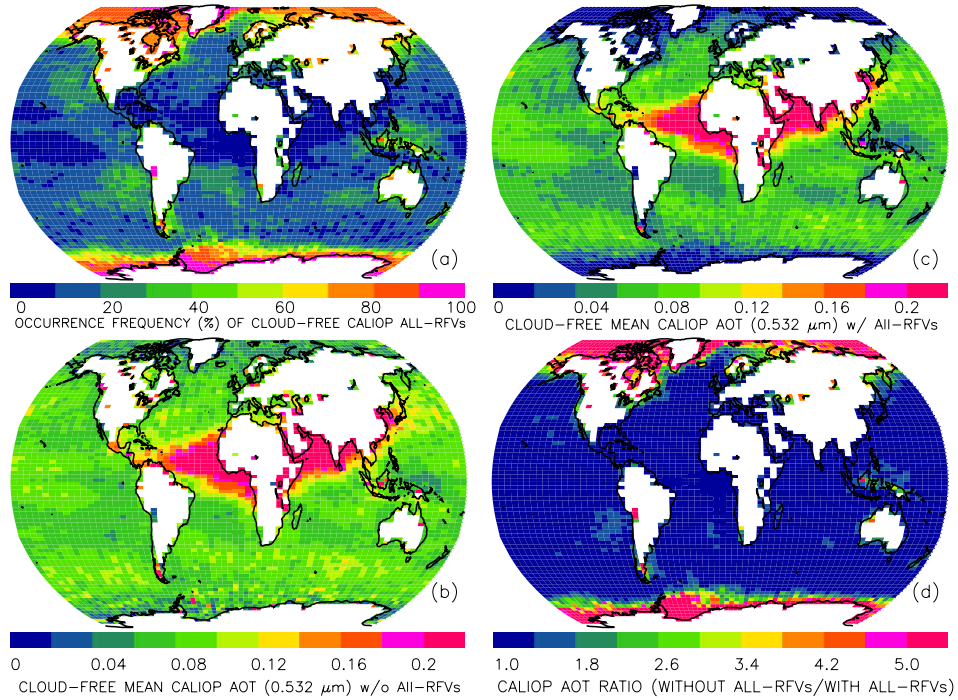 (a)
0 20 40 60 80 100
OCCURRENCE FREQUENCY (%) OF CLOUD-FREE CALIOP ALL-RFVs
(c)
0 0.04 0.08 0.12 0.16 0.2
CLOUD-FREE MEAN CALIOP AOT (0.532 μm) w/ All-RFVs
(b)
0 0.04 0.08 0.12 0.16 0.2
CLOUD-FREE MEAN CALIOP AOT (0.532 μm) w/o All-RFVs
(d)
1.0 1.8 2.6 3.4 4.2 5.0
CALIOP AOT RATIO (WITHOUT ALL-RFVs/WITH ALL-RFVs)